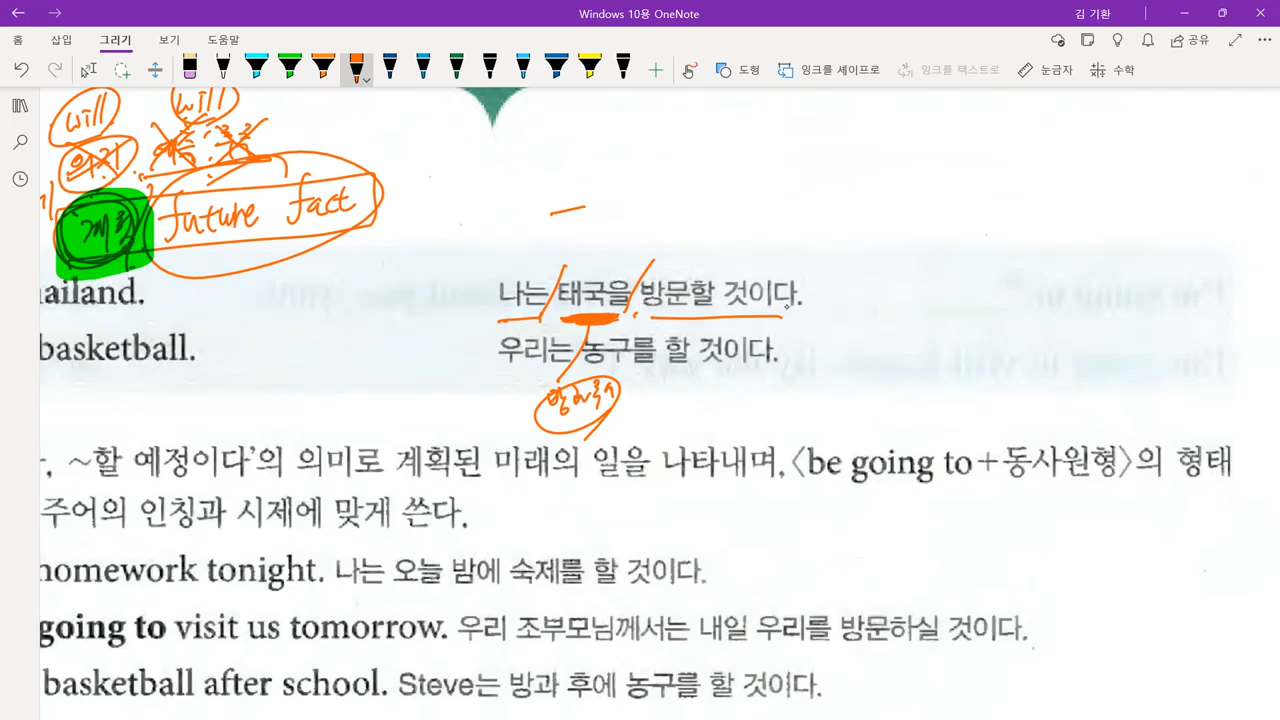 Windows 10용 OneNote
김 기환
홈 삽입 그리기 보기 도움말
공유
도형 잉크를 셰이프로 잉크를 텍스트로 눈금자 수학
will will
계획 future fact
nailand. 나는 태구을 방문할 것이다.
basketball. 우리는 농구를 할 것이다.
~할 예정이다'의 의미로 계획된 미래의 일을 나타내며, 〈be going to+동사원형〉의 형태
주어의 인칭과 시제에 맞게 쓴다.
homework tonight. 나는 오늘 밤에 숙제를 할 것이다.
going to visit us tomorrow. 우리 조부모님께서는 내일 우리를 방문하실 것이다.
basketball after school. Steve는 방과 후에 농구를 할 것이다.